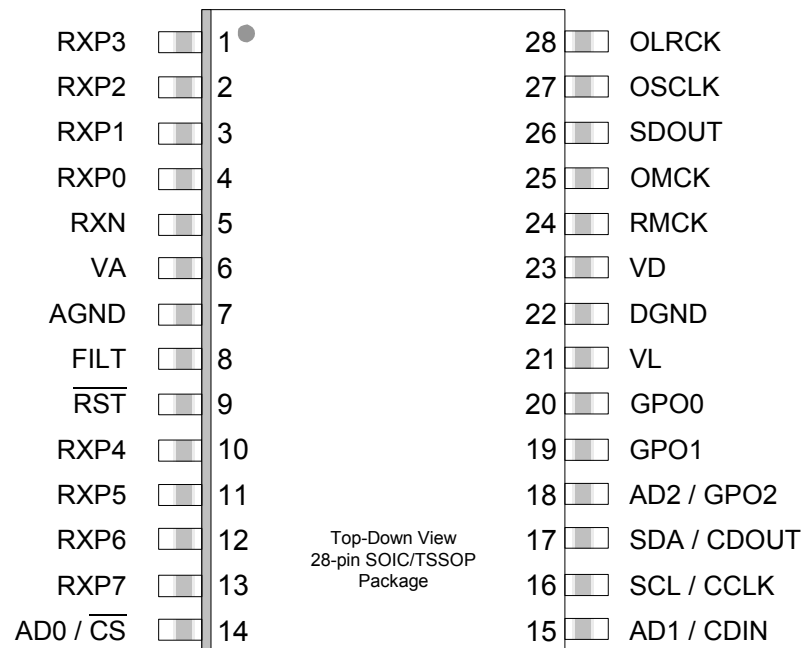 RXP3 1 28 OLRCK
RXP2 2 27 OSCLK
RXP1 3 26 SDOUT
RXP0 4 25 OMCK
RXN 5 24 RMCK
VA 6 23 VD
AGND 7 22 DGND
FILT 8 21 VL
R̅S̅T̅ 9 20 GPO0
RXP4 10 19 GPO1
RXP5 11 18 AD2 / GPO2
RXP6 12 17 SDA / CDOUT
RXP7 13 16 SCL / CCLK
AD0 / C̅S̅ 14 15 AD1 / CDIN
Top-Down View
28-pin SOIC/TSSOP
Package